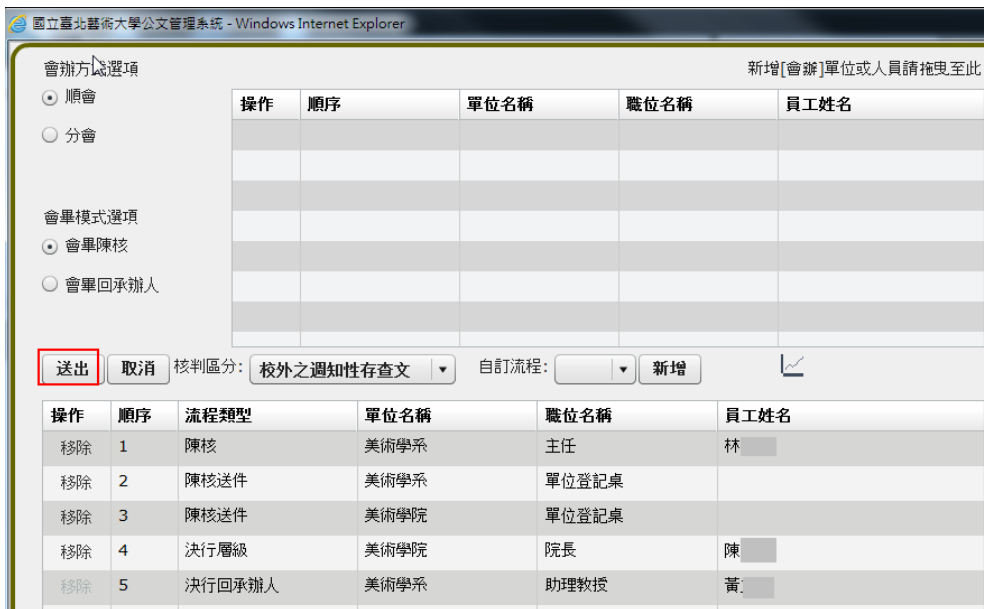 國立臺北藝術大學公文管理系統 - Windows Internet Explorer
會辦方式選項 新增[會辦]單位或人員請拖曳至此
順會
分會
操作 順序 單位名稱 職位名稱 員工姓名
會畢模式選項
會畢陳核
會畢回承辦人
送出 取消 核判區分: 校外之週知性存查文 自訂流程: 新增
操作 順序 流程類型 單位名稱 職位名稱 員工姓名
移除 1 陳核 美術學系 主任 林
移除 2 陳核送件 美術學系 單位登記桌
移除 3 陳核送件 美術學院 單位登記桌
移除 4 決行層級 美術學院 院長 陳
移除 5 決行回承辦人 美術學系 助理教授 黃